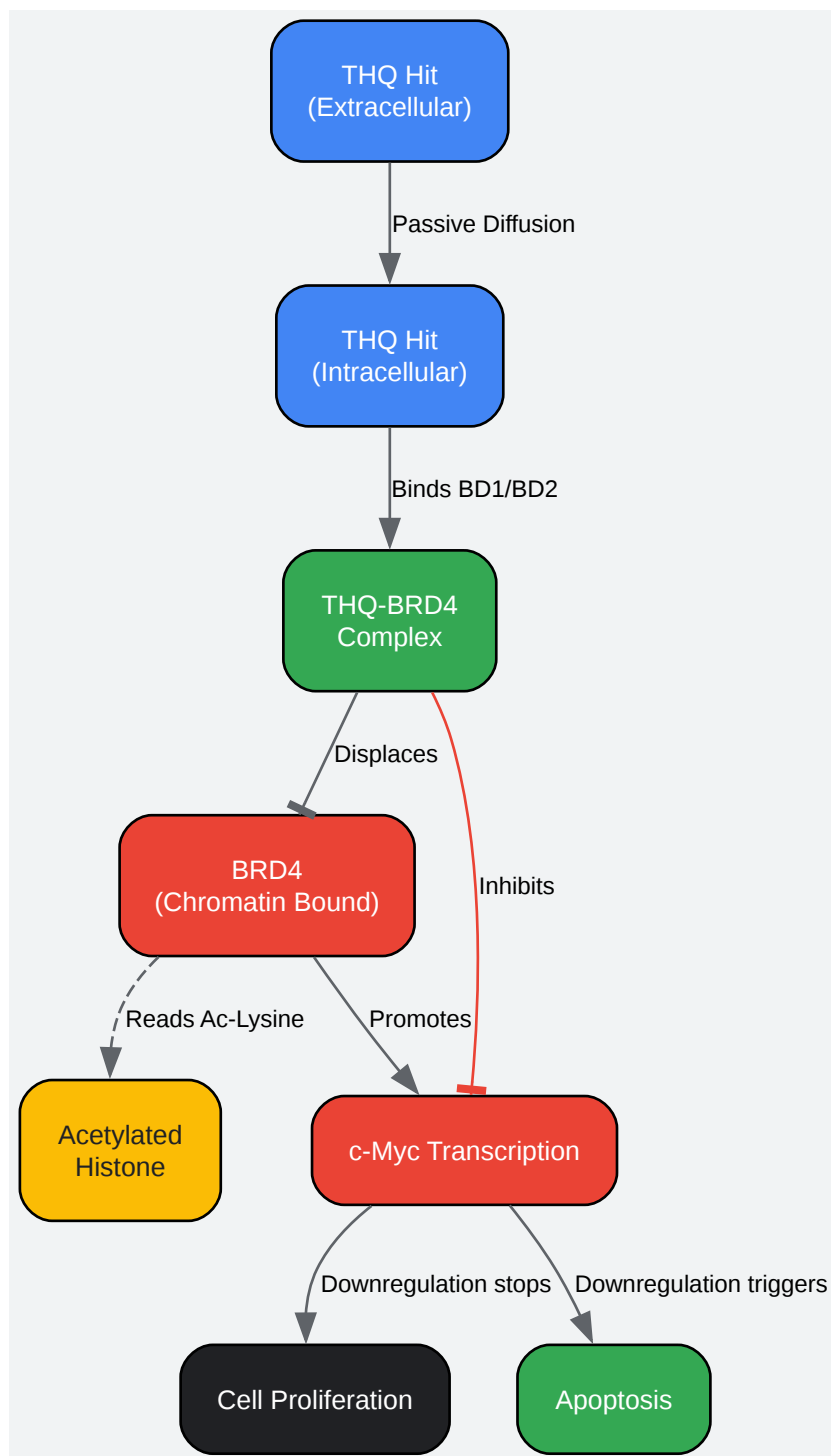 THQ Hit
(Extracellular)
Passive Diffusion
THQ Hit
(Intracellular)
Binds BD1/BD2
THQ-BRD4
Complex
Displaces
BRD4
(Chromatin Bound)
Inhibits
Reads Ac-Lysine
Promotes
Acetylated
Histone
c-Myc Transcription
Downregulation stops
Downregulation triggers
Cell Proliferation
Apoptosis